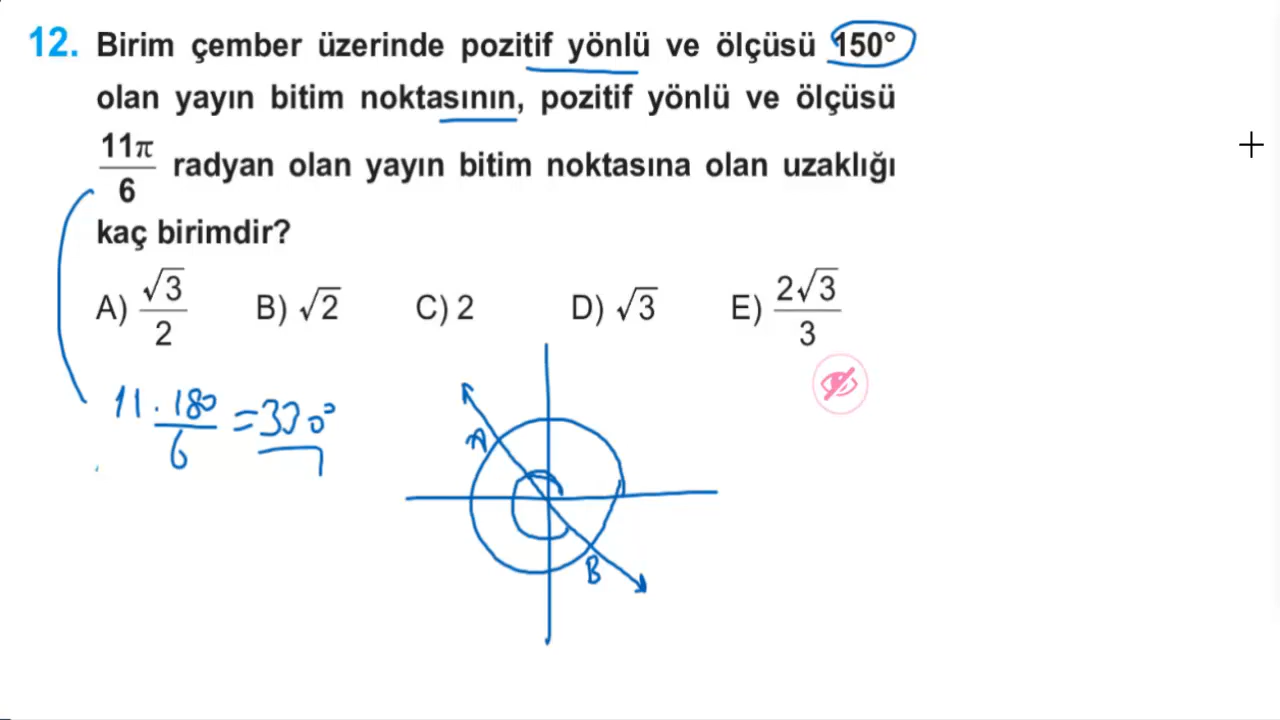 12. Birim çember üzerinde pozitif yönlü ve ölçüsü 150°
olan yayın bitim noktasının, pozitif yönlü ve ölçüsü
11π/6 radyan olan yayın bitim noktasına olan uzaklığı
kaç birimdir?
A) √3/2 B) √2 C) 2 D) √3 E) 2√3/3
11.180/6 = 330°
A
B